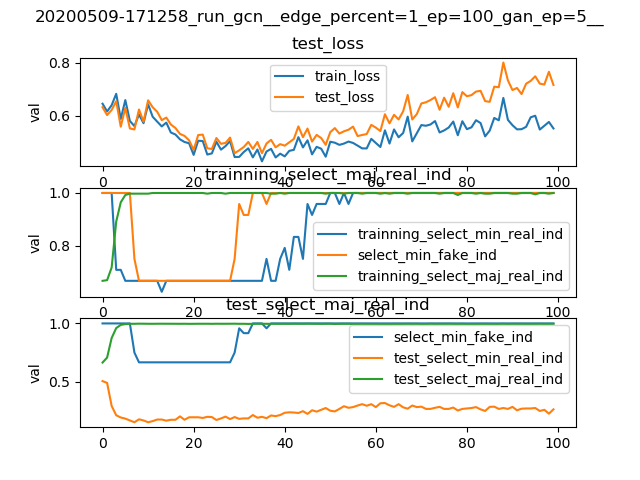 20200509-171258_run_gcn__edge_percent=1_ep=100_gan_ep=5__
test_loss
0.8
0.6
val
train_loss
test_loss
0 20 40 60 80 100
trainning_select_maj_real_ind
1.0
0.8
val
trainning_select_min_real_ind
select_min_fake_ind
trainning_select_maj_real_ind
0 20 40 60 80 100
test_select_maj_real_ind
1.0
0.5
val
select_min_fake_ind
test_select_min_real_ind
test_select_maj_real_ind
0 20 40 60 80 100